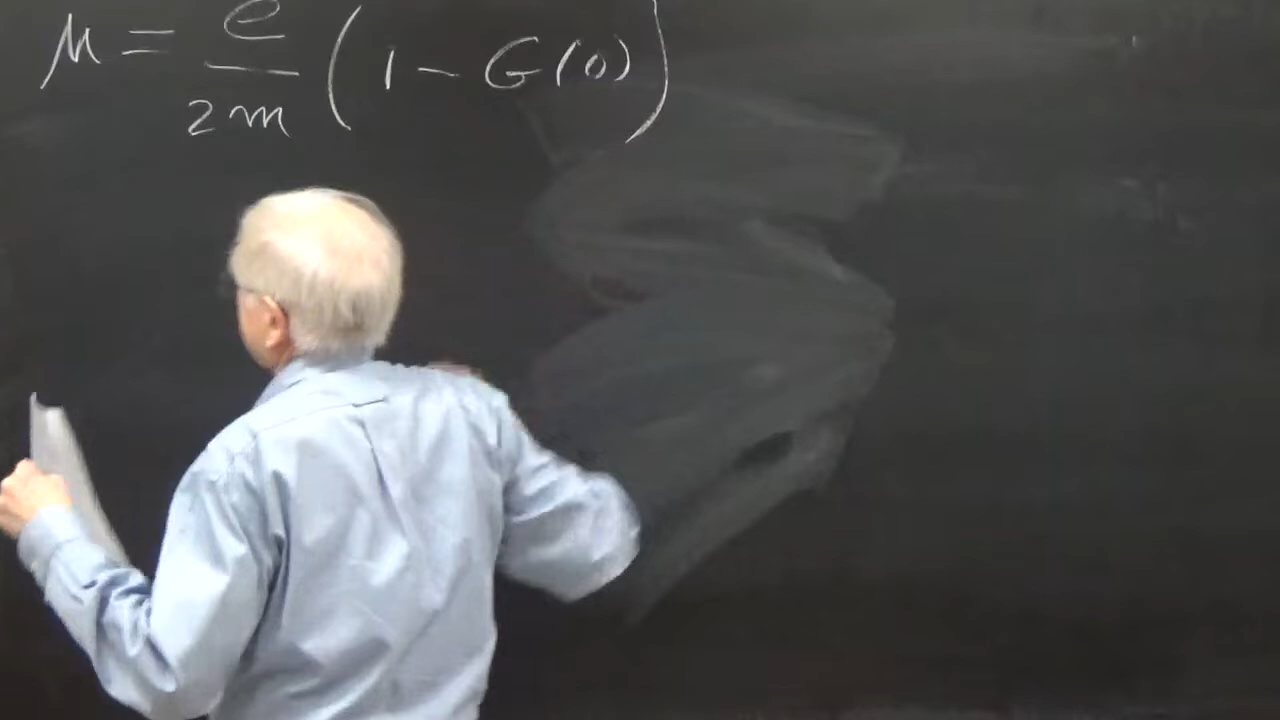 μ = e/2m (1 - G(0))